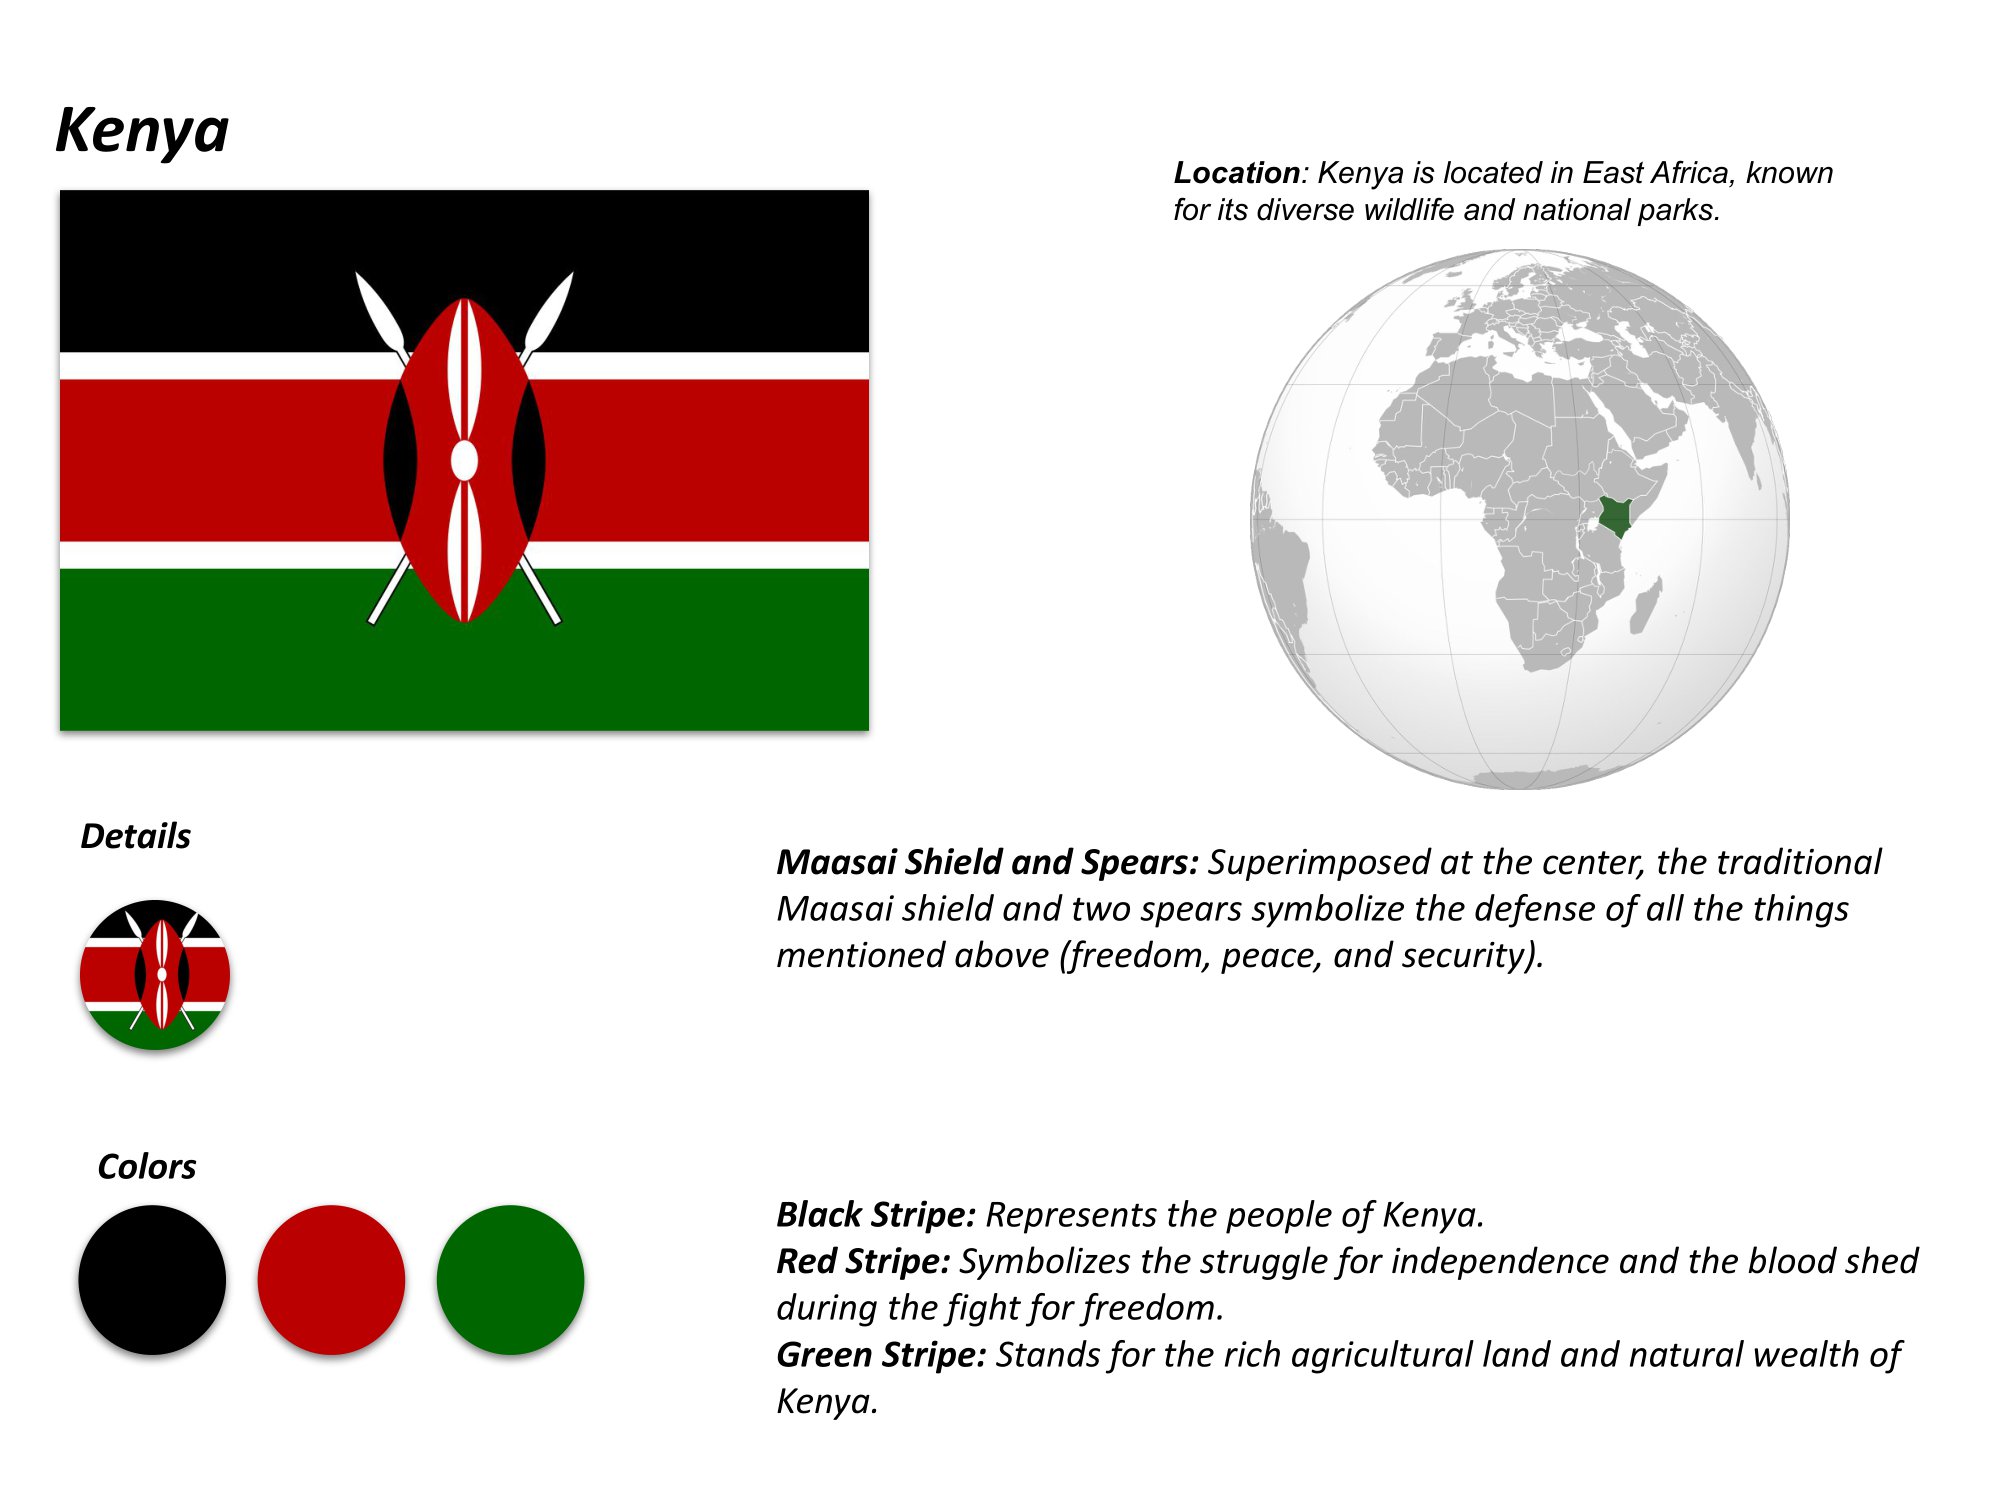 Kenya
Location: Kenya is located in East Africa, known
for its diverse wildlife and national parks.
Details
Maasai Shield and Spears: Superimposed at the center, the traditional
Maasai shield and two spears symbolize the defense of all the things
mentioned above (freedom, peace, and security).
Colors
Black Stripe: Represents the people of Kenya.
Red Stripe: Symbolizes the struggle for independence and the blood shed
during the fight for freedom.
Green Stripe: Stands for the rich agricultural land and natural wealth of
Kenya.